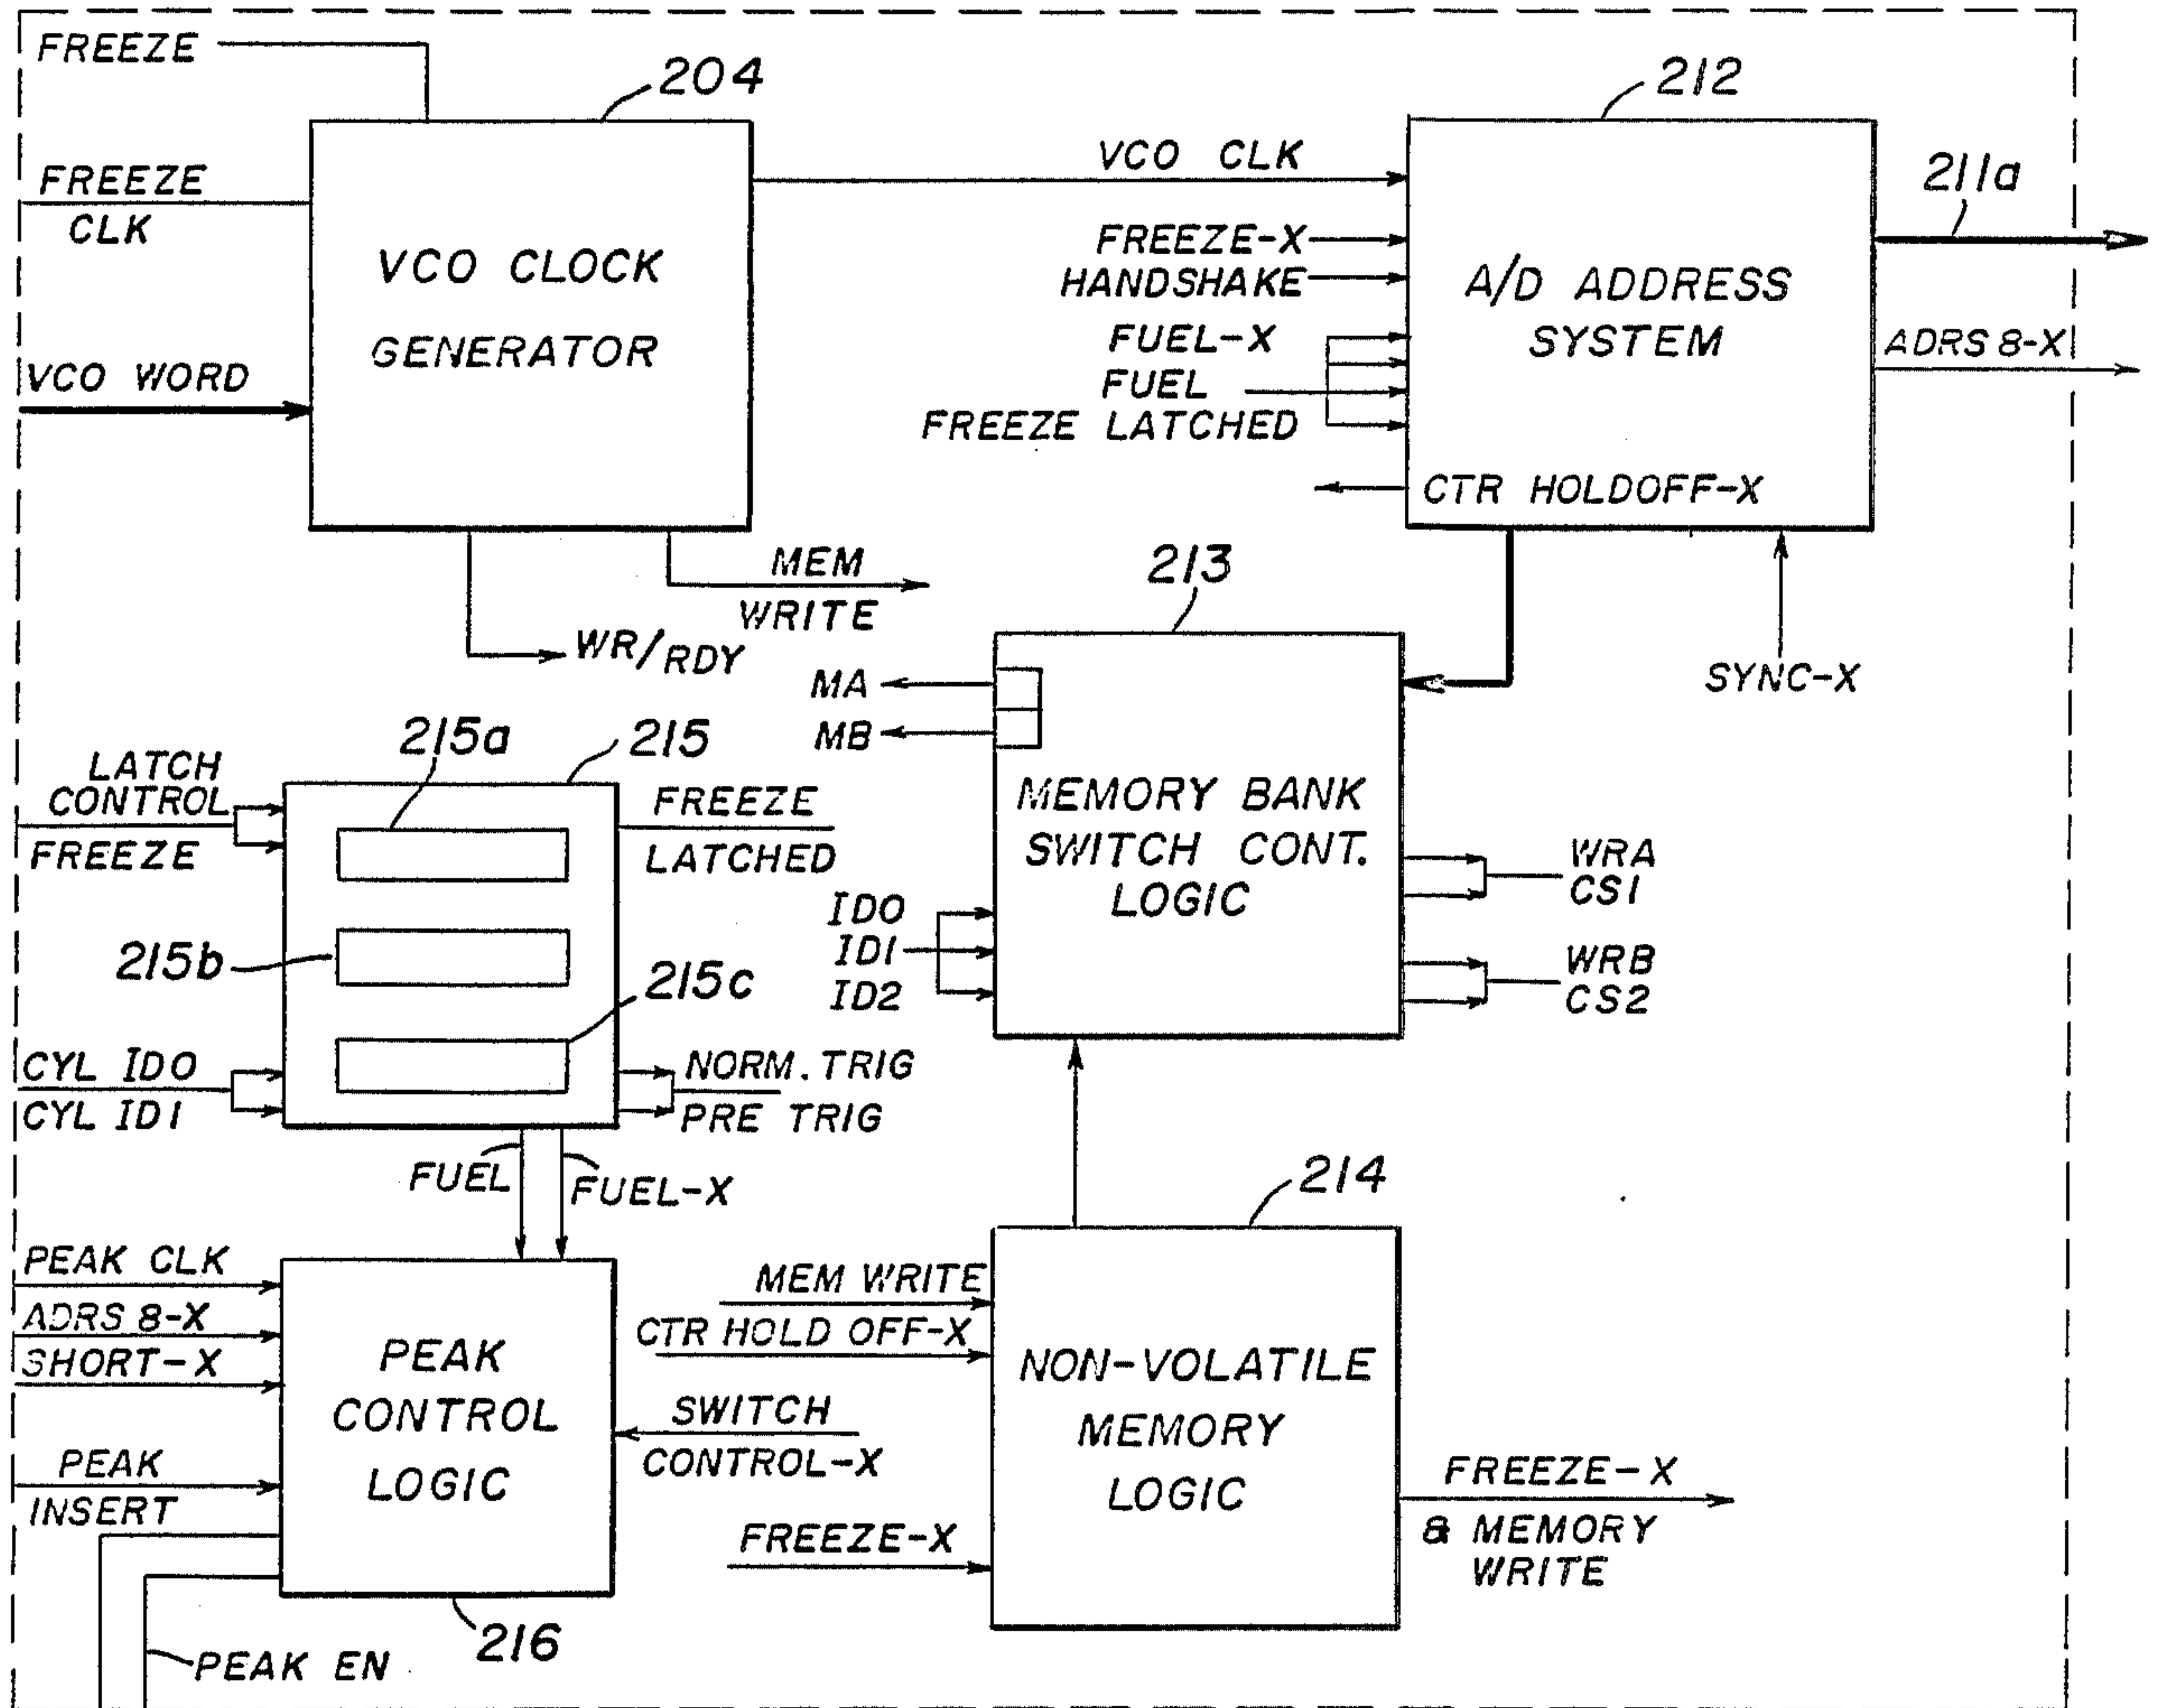 FREEZE
204
212
FREEZE
CLK
VCO CLK
211a
VCO CLOCK
GENERATOR
FREEZE-X
HANDSHAKE
A/D ADDRESS
SYSTEM
VCO WORD
FUEL-X
FUEL
FREEZE LATCHED
ADRS 8-X
CTR HOLDOFF-X
MEM
WRITE
WR/RDY
213
SYNC-X
MA
MB
215a
215
LATCH
CONTROL
FREEZE
FREEZE
LATCHED
MEMORY BANK
SWITCH CONT.
LOGIC
WRA
CS1
215b
215c
ID0
ID1
ID2
WRB
CS2
CYL ID0
CYL ID1
NORM. TRIG
PRE TRIG
FUEL
FUEL-X
214
PEAK CLK
ADRS 8-X
SHORT-X
PEAK
INSERT
PEAK
CONTROL
LOGIC
MEM WRITE
CTR HOLD OFF-X
SWITCH
CONTROL-X
FREEZE-X
NON-VOLATILE
MEMORY
LOGIC
FREEZE-X
& MEMORY
WRITE
216
PEAK EN